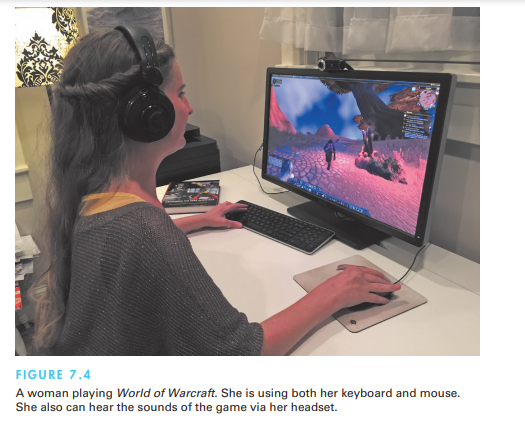 FIGURE 7.4
A woman playing World of Warcraft. She is using both her keyboard and mouse.
She also can hear the sounds of the game via her headset.